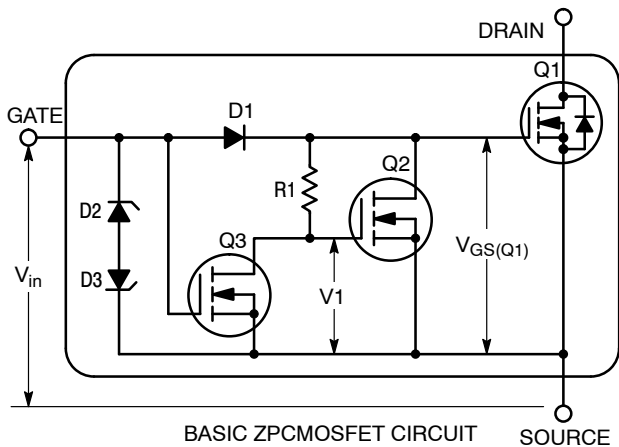 DRAIN
Q1
GATE
D1
Q2
R1
D2
Q3
VGS(Q1)
Vin
D3
V1
BASIC ZPCMOSFET CIRCUIT
SOURCE